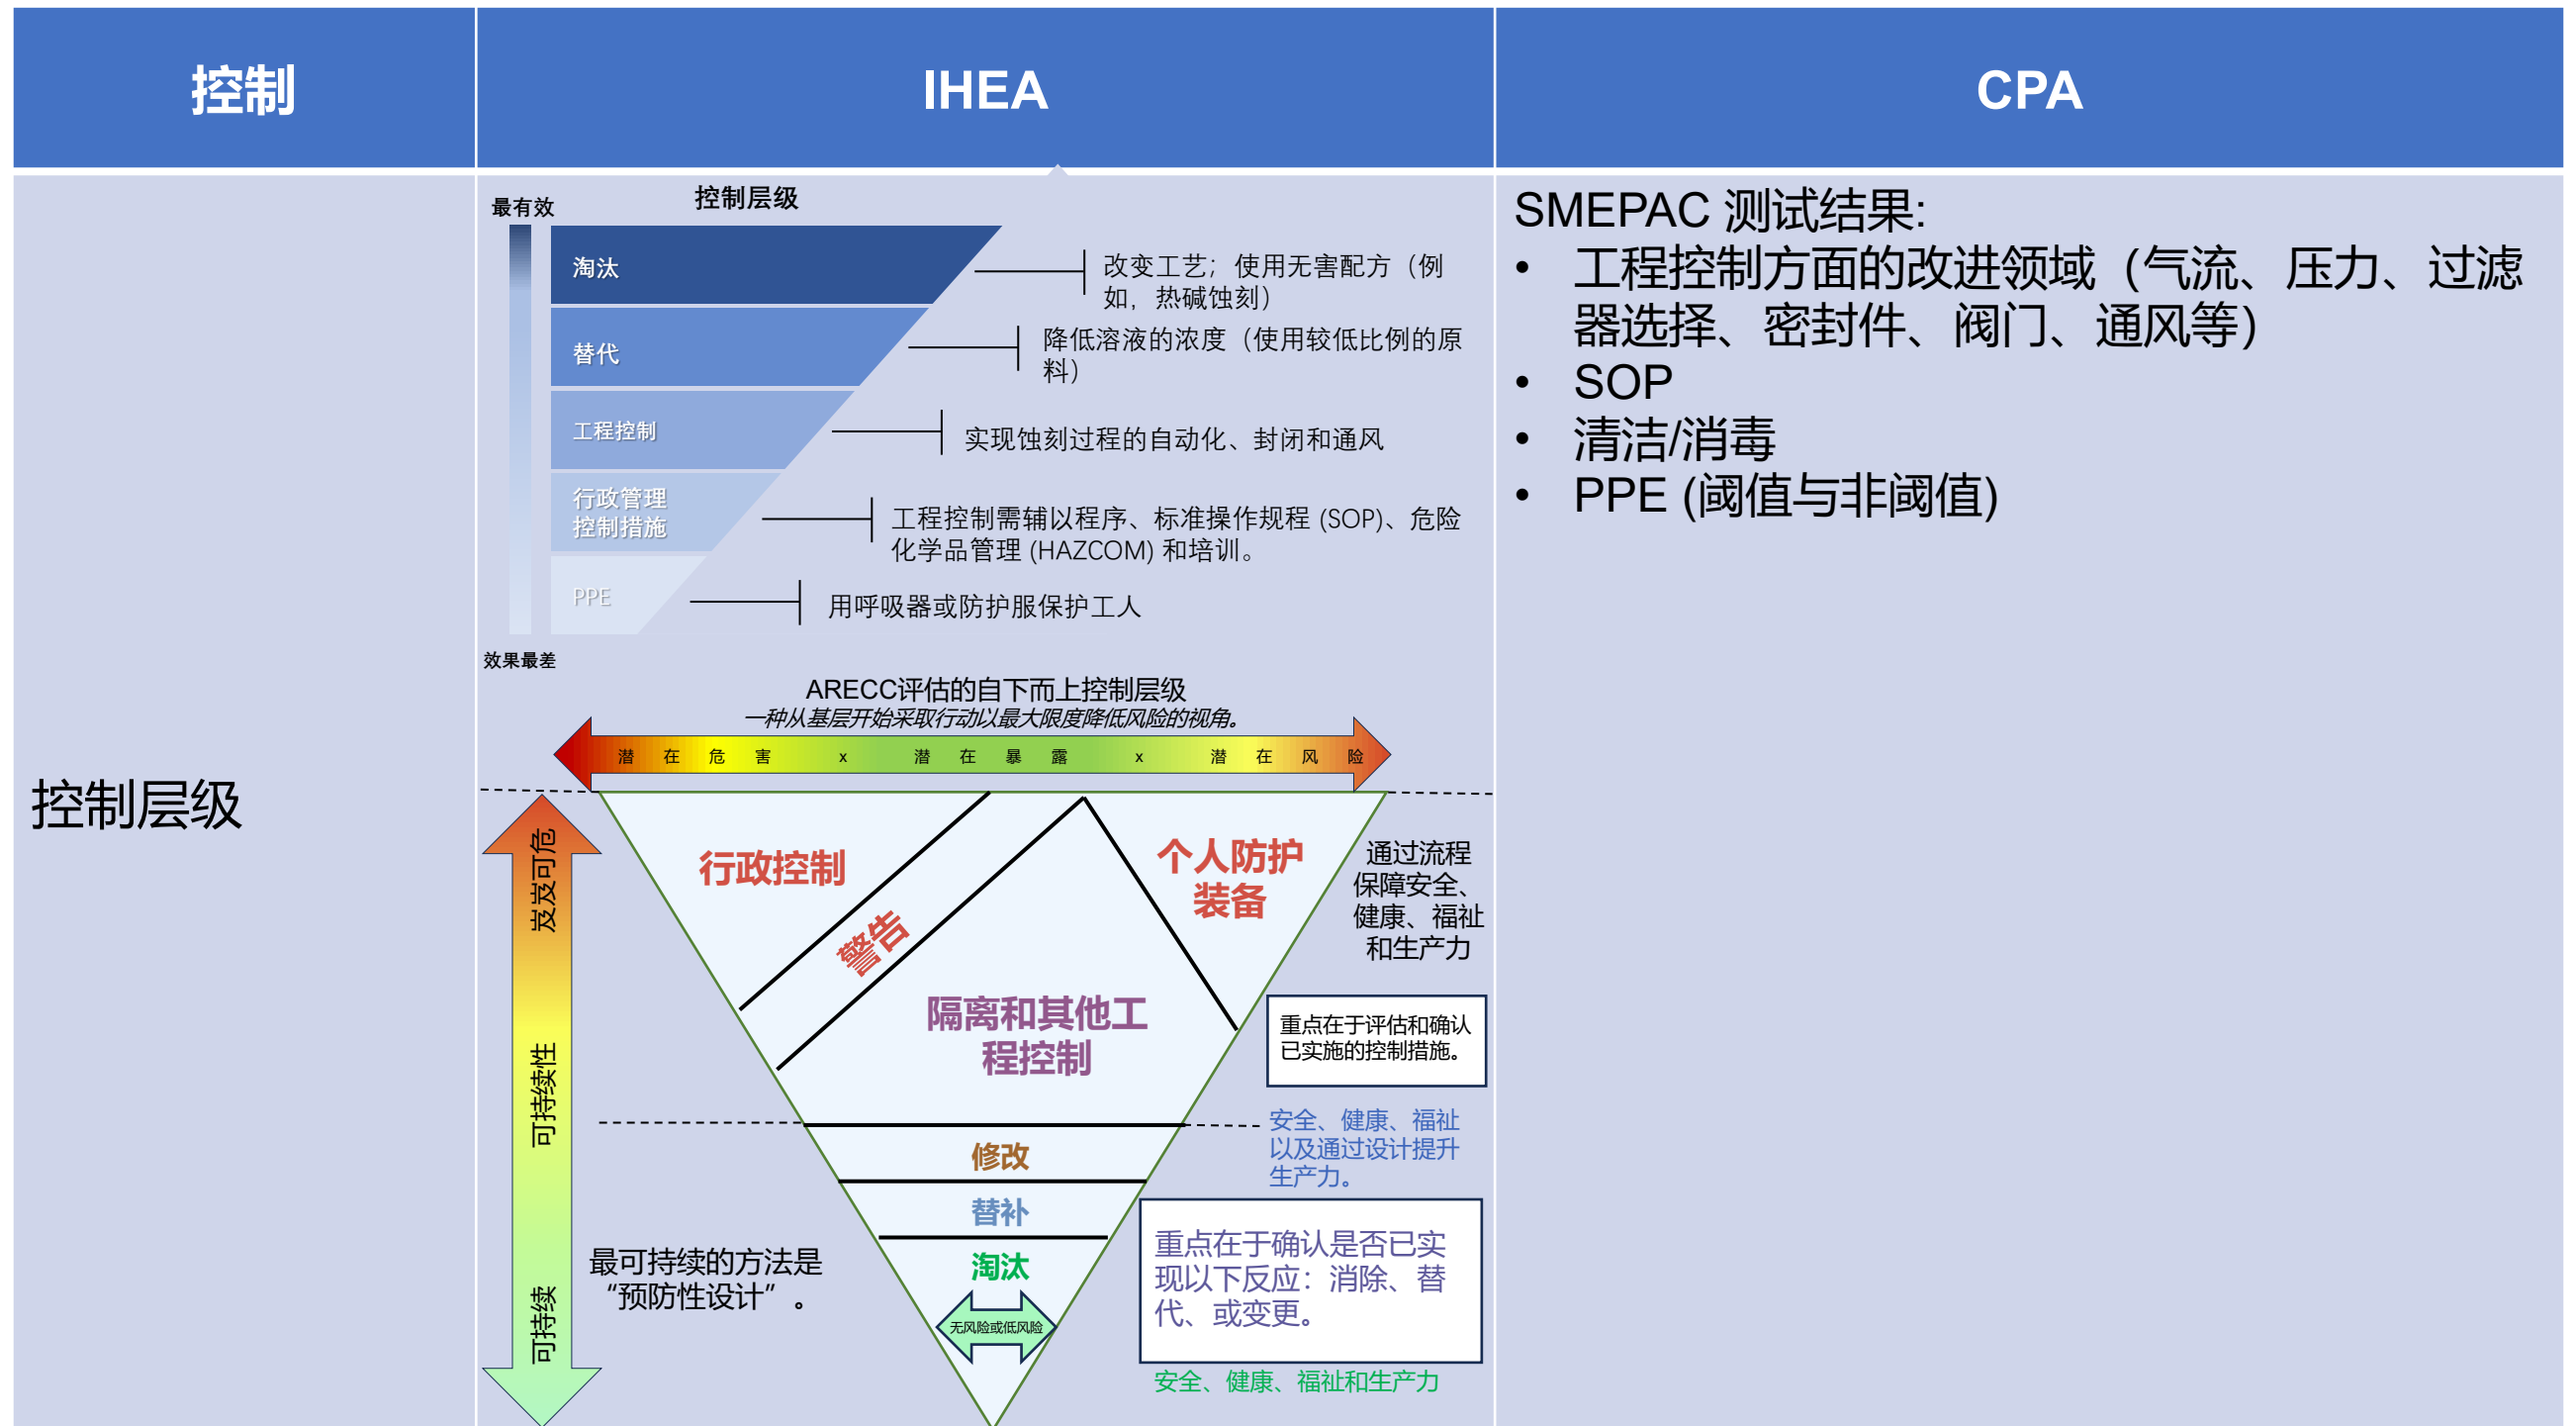 控制
IHEA
CPA
控制层级
控制层级
最有效
淘汰
改变工艺；使用无害配方（例
如，热碱蚀刻）
替代
降低溶液的浓度（使用较低比例的原
料）
工程控制
实现蚀刻过程的自动化、封闭和通风
行政管理
控制措施
工程控制需辅以程序、标准操作规程 (SOP)、危险
化学品管理 (HAZCOM) 和培训。
PPE
用呼吸器或防护服保护工人
效果最差
ARECC评估的自下而上控制层级
一种从基层开始采取行动以最大限度降低风险的视角。
潜在危害 x 潜在暴露 x 潜在风险
岌岌可危
可持续性
可持续
行政控制
警告
个人防护
装备
隔离和其他工
程控制
修改
替补
淘汰
无风险或低风险
最可持续的方法是
“预防性设计”。
通过流程
保障安全、
健康、福祉
和生产力
重点在于评估和确认
已实施的控制措施。
安全、健康、福祉
以及通过设计提升
生产力。
重点在于确认是否已实
现以下反应：消除、替
代、或变更。
安全、健康、福祉和生产力
SMEPAC 测试结果:
• 工程控制方面的改进领域（气流、压力、过滤
器选择、密封件、阀门、通风等）
• SOP
• 清洁/消毒
• PPE (阈值与非阈值)